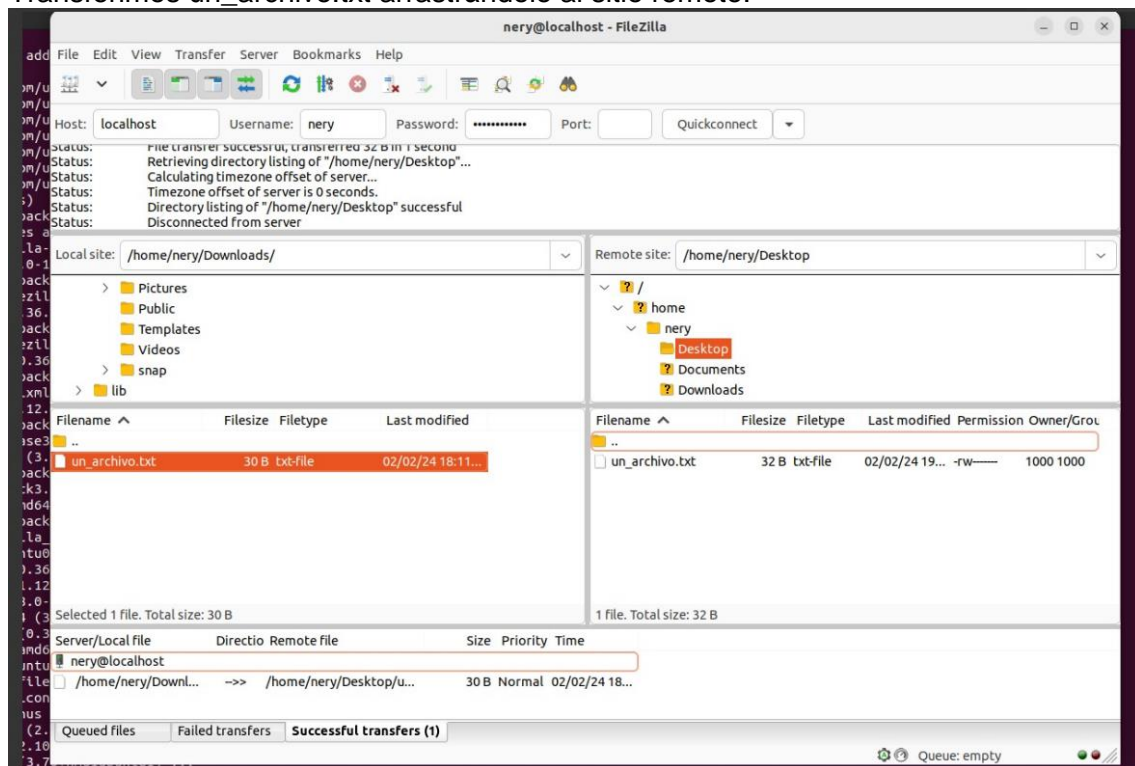 Transferimos un_archivo.txt arrastrándolo al sitio remoto.
nery@localhost - FileZilla
File Edit View Transfer Server Bookmarks Help
Host: localhost Username: nery Password: •••••••••••• Port: Quickconnect
Status: File transfer successful, transferred 32 B in 1 second
Status: Retrieving directory listing of "/home/nery/Desktop"...
Status: Calculating timezone offset of server...
Status: Timezone offset of server is 0 seconds.
Status: Directory listing of "/home/nery/Desktop" successful
Status: Disconnected from server
Local site: /home/nery/Downloads/
Pictures
Public
Templates
Videos
snap
lib
Remote site: /home/nery/Desktop
/
home
nery
Desktop
Documents
Downloads
Filename Filesize Filetype Last modified
..
un_archivo.txt 30 B txt-file 02/02/24 18:11...
Selected 1 file. Total size: 30 B
Filename Filesize Filetype Last modified Permission Owner/Grou
..
un_archivo.txt 32 B txt-file 02/02/24 19... -rw------- 1000 1000
1 file. Total size: 32 B
Server/Local file Directio Remote file Size Priority Time
nery@localhost
/home/nery/Downl... -->> /home/nery/Desktop/u... 30 B Normal 02/02/24 18...
Queued files Failed transfers Successful transfers (1)
Queue: empty